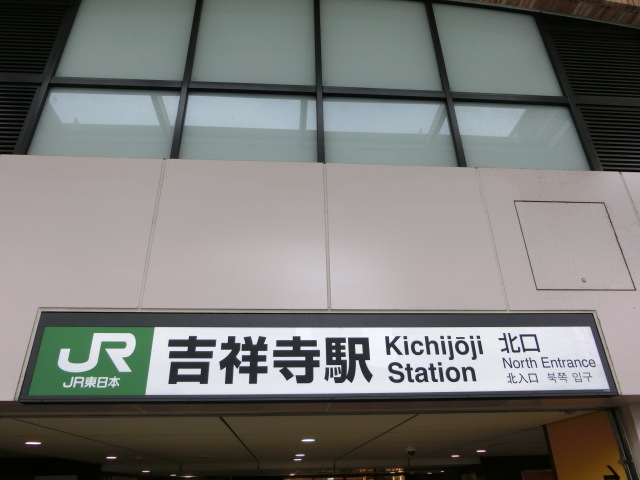 JR
JR東日本
吉祥寺駅
Kichijōji
Station
北口
North Entrance
北入口 북쪽 입구